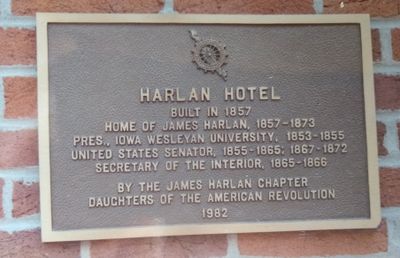 HARLAN HOTEL
BUILT IN 1857
HOME OF JAMES HARLAN, 1857-1873
PRES., IOWA WESLEYAN UNIVERSITY, 1853-1855
UNITED STATES SENATOR, 1855-1865; 1867-1872
SECRETARY OF THE INTERIOR, 1865-1866
BY THE JAMES HARLAN CHAPTER
DAUGHTERS OF THE AMERICAN REVOLUTION
1982